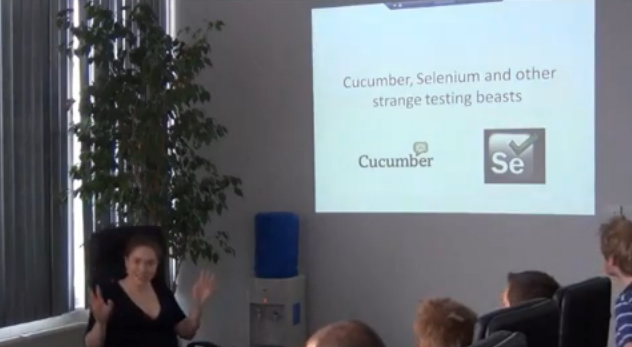 Cucumber, Selenium and other
strange testing beasts
Cucumber
Se